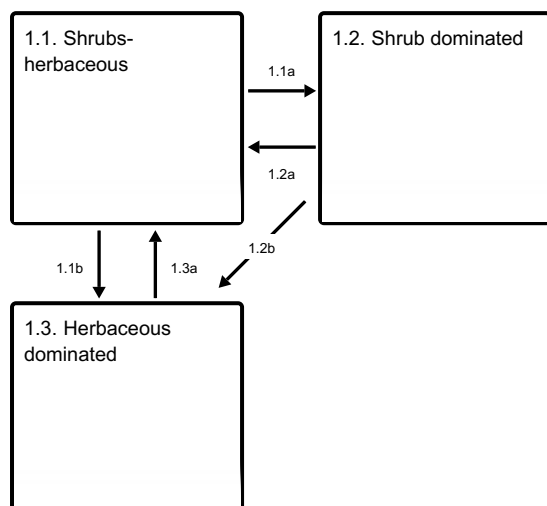 1.1. Shrubs-
herbaceous
1.2. Shrub dominated
1.1a
1.2a
1.1b
1.3a
1.2b
1.3. Herbaceous
dominated